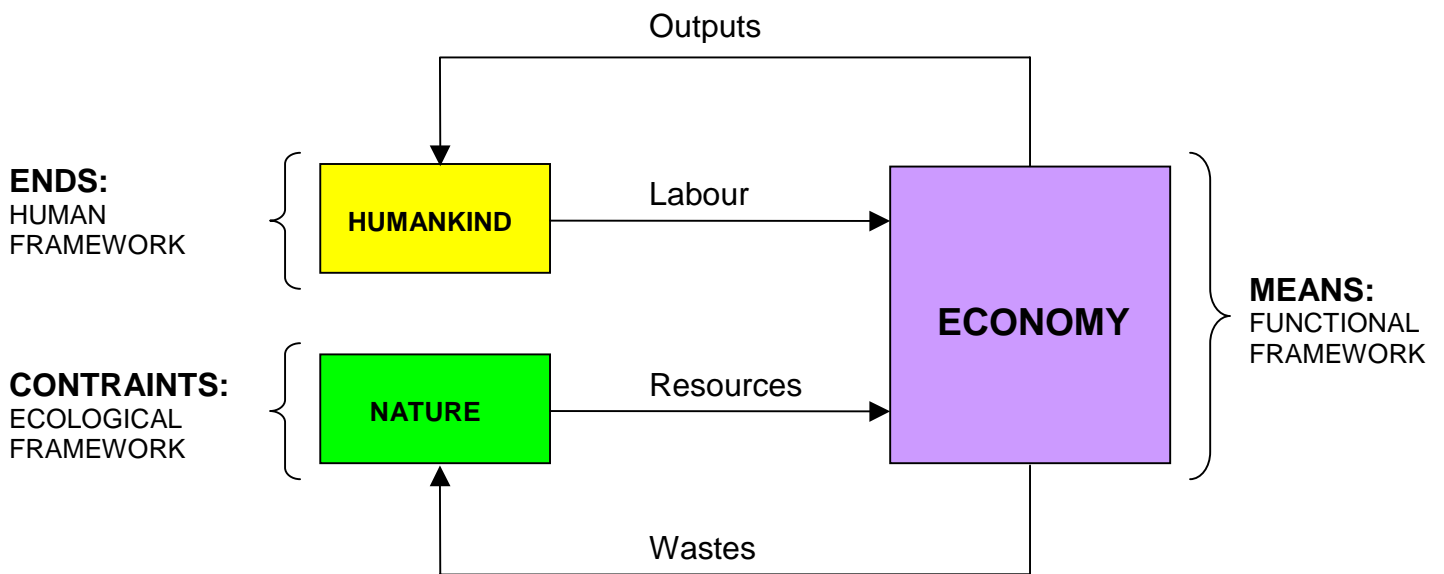 Outputs
ENDS:
HUMAN
FRAMEWORK
HUMANKIND
Labour
ECONOMY
MEANS:
FUNCTIONAL
FRAMEWORK
CONTRAINTS:
ECOLOGICAL
FRAMEWORK
NATURE
Resources
Wastes